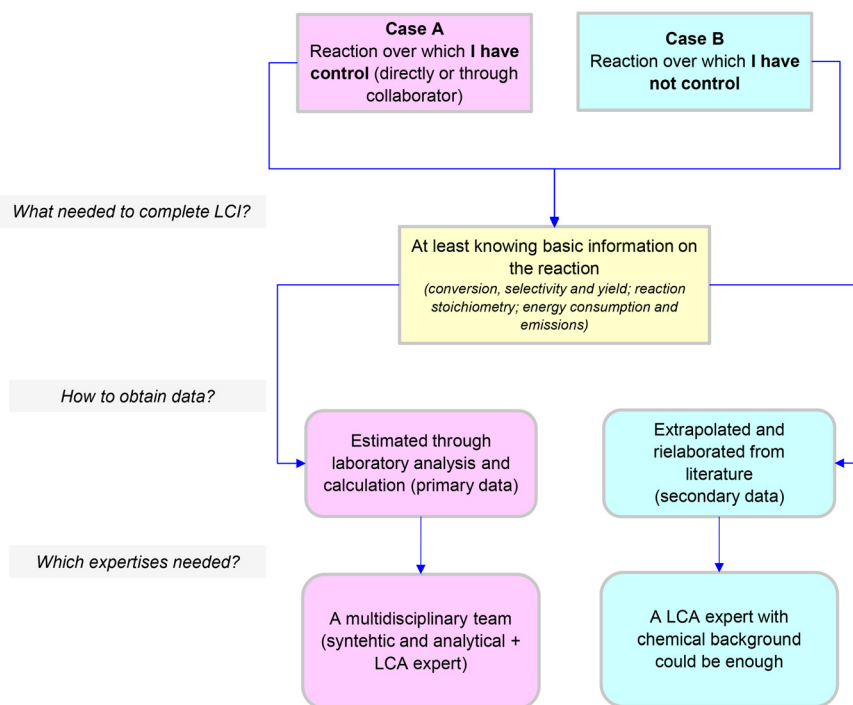 Case A
Reaction over which I have
control (directly or through
collaborator)
Case B
Reaction over which I have
not control
What needed to complete LCI?
At least knowing basic information on
the reaction
(conversion, selectivity and yield; reaction
stoichiometry; energy consumption and
emissions)
How to obtain data?
Estimated through
laboratory analysis and
calculation (primary data)
Extrapolated and
rielaborated from
literature
(secondary data)
Which expertises needed?
A multidisciplinary team
(syntehtic and analytical +
LCA expert)
A LCA expert with
chemical background
could be enough